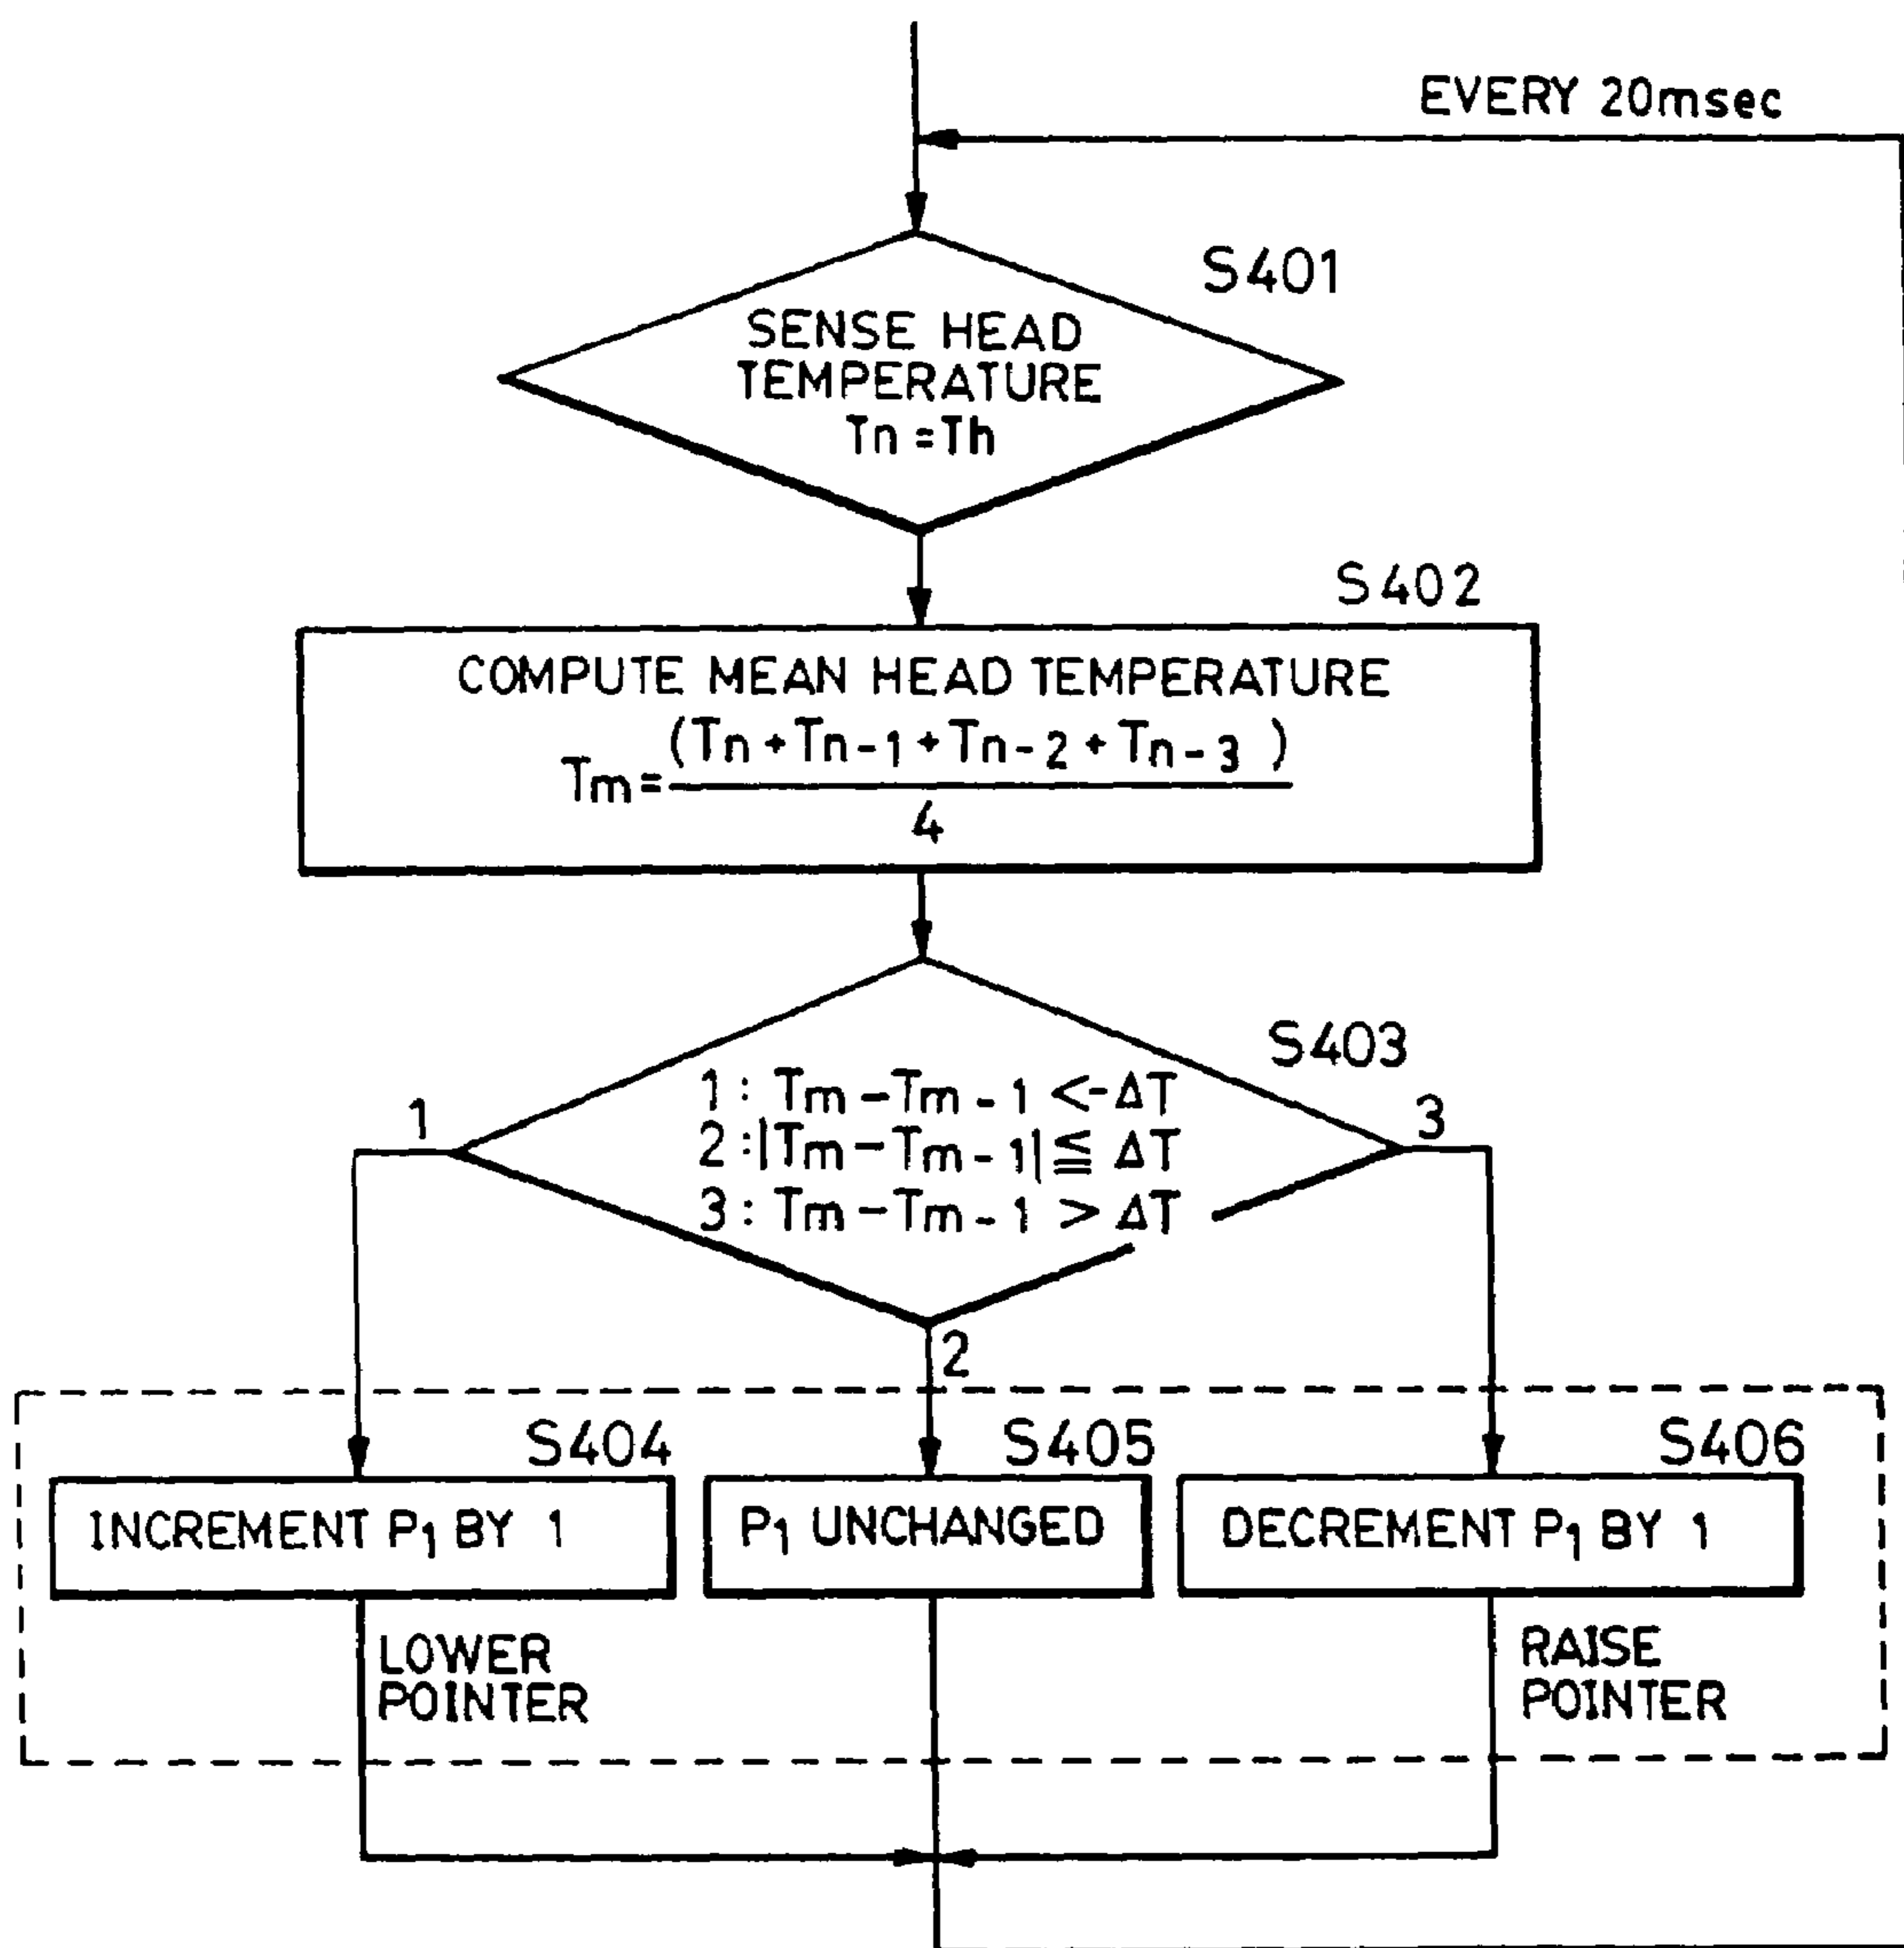 EVERY 20msec
S401
SENSE HEAD
TEMPERATURE
Tn=Th
S402
COMPUTE MEAN HEAD TEMPERATURE
Tm=(Tn+Tn-1+Tn-2+Tn-3)
4
S403
1: Tm-Tm-1<-ΔT
2:|Tm-Tm-1|≦ΔT
3: Tm-Tm-1>ΔT
1
3
2
S404
S405
S406
INCREMENT P1 BY 1
P1 UNCHANGED
DECREMENT P1 BY 1
LOWER
POINTER
RAISE
POINTER